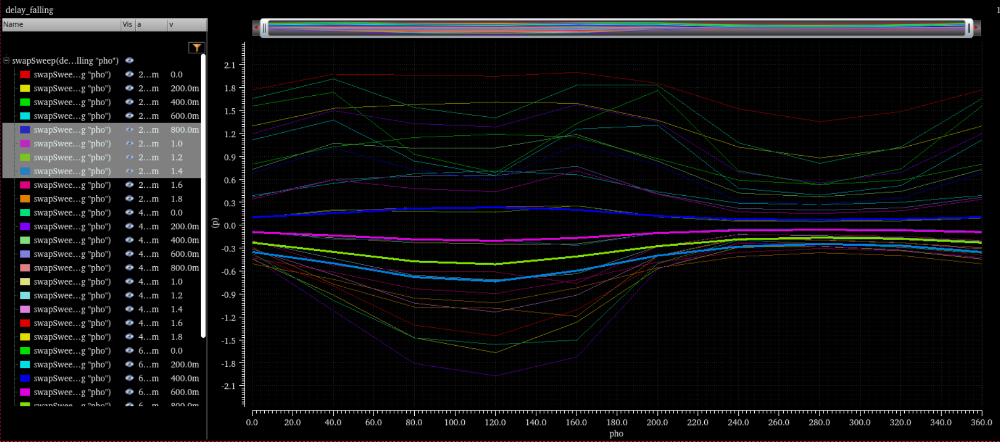 delay_falling
1
Name Vis a v
swapSweep(de...lling "pho")
swapSwee...g "pho") 2...m 0.0
swapSwee...g "pho") 2...m 200.0m
swapSwee...g "pho") 2...m 400.0m
swapSwee...g "pho") 2...m 600.0m
swapSwee...g "pho") 2...m 800.0m
swapSwee...g "pho") 2...m 1.0
swapSwee...g "pho") 2...m 1.2
swapSwee...g "pho") 2...m 1.4
swapSwee...g "pho") 2...m 1.6
swapSwee...g "pho") 2...m 1.8
swapSwee...g "pho") 4...m 0.0
swapSwee...g "pho") 4...m 200.0m
swapSwee...g "pho") 4...m 400.0m
swapSwee...g "pho") 4...m 600.0m
swapSwee...g "pho") 4...m 800.0m
swapSwee...g "pho") 4...m 1.0
swapSwee...g "pho") 4...m 1.2
swapSwee...g "pho") 4...m 1.4
swapSwee...g "pho") 4...m 1.6
swapSwee...g "pho") 4...m 1.8
swapSwee...g "pho") 6...m 0.0
swapSwee...g "pho") 6...m 200.0m
swapSwee...g "pho") 6...m 400.0m
swapSwee...g "pho") 6...m 600.0m
swapSwee...g "pho") 6...m 800.0m
(p)
2.1
1.8
1.5
1.2
0.9
0.6
0.3
0.0
-0.3
-0.6
-0.9
-1.2
-1.5
-1.8
-2.1
0.0 20.0 40.0 60.0 80.0 100.0 120.0 140.0 160.0 180.0 200.0 220.0 240.0 260.0 280.0 300.0 320.0 340.0 360.0
pho